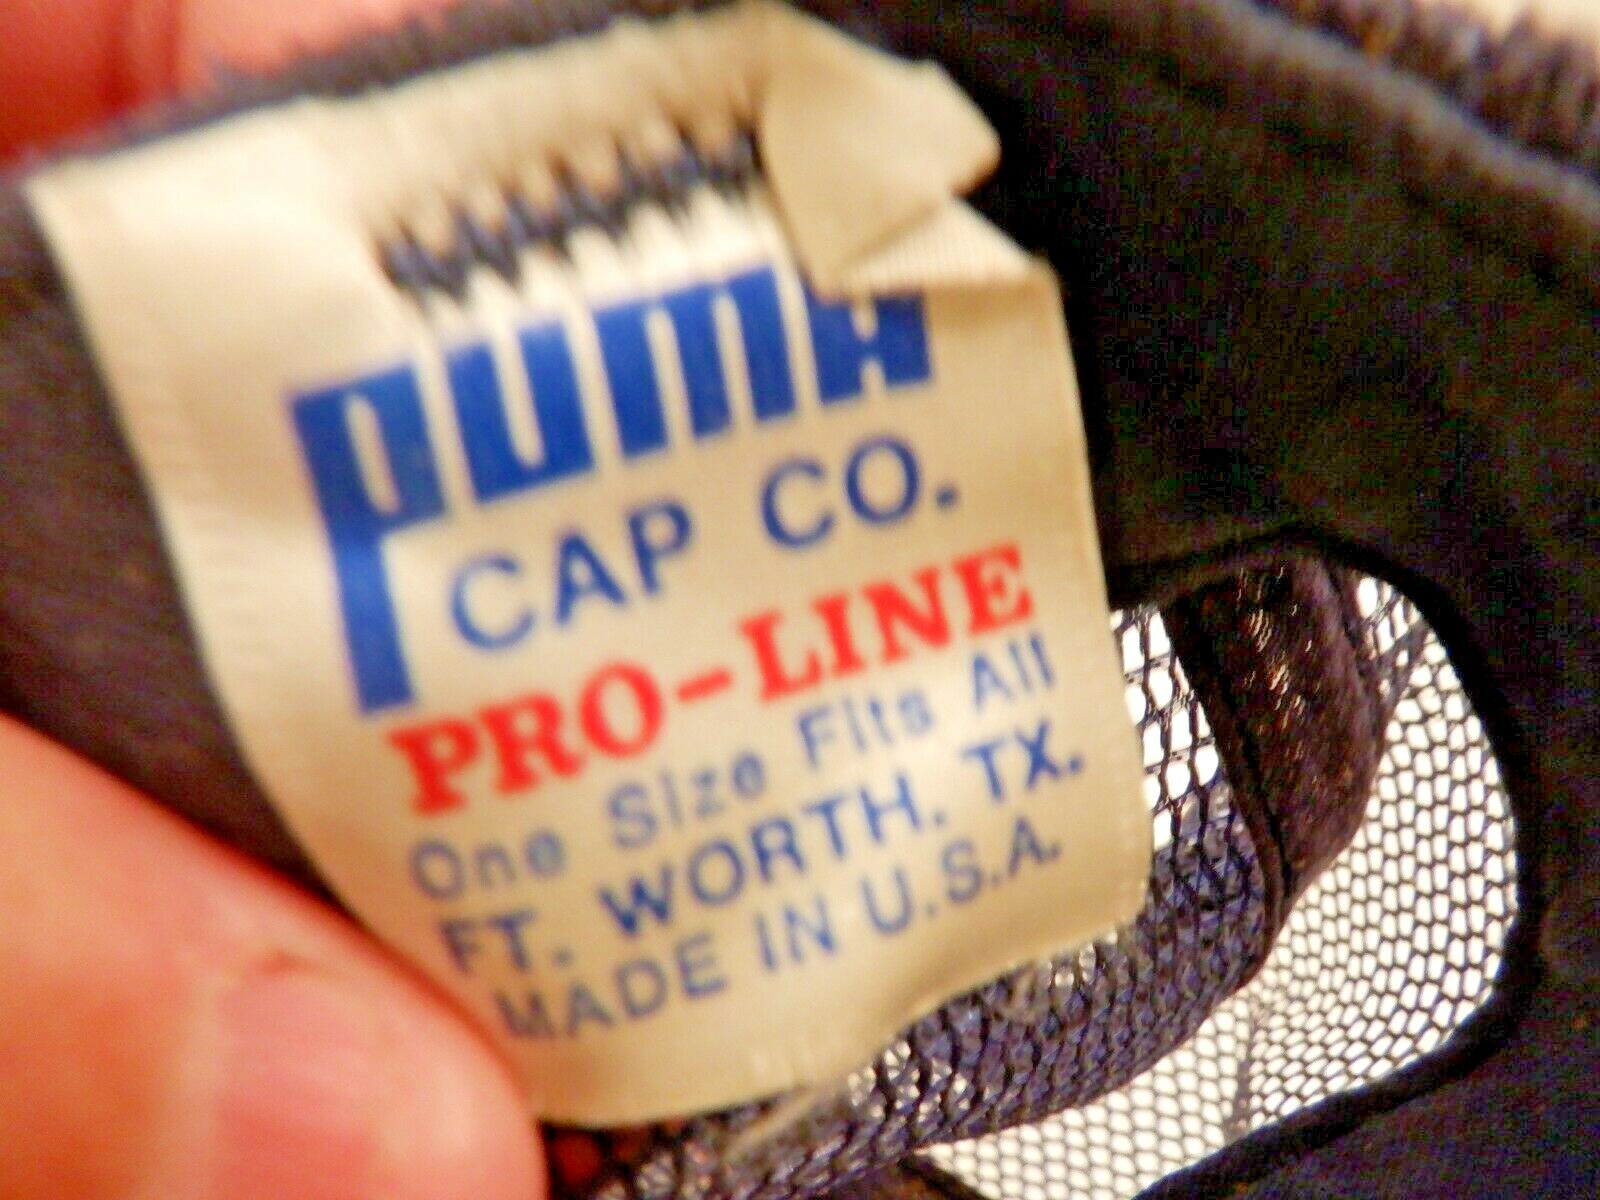 PUMA
CAP CO.
PRO-LINE
One Size Fits All
FT. WORTH, TX.
MADE IN U.S.A.